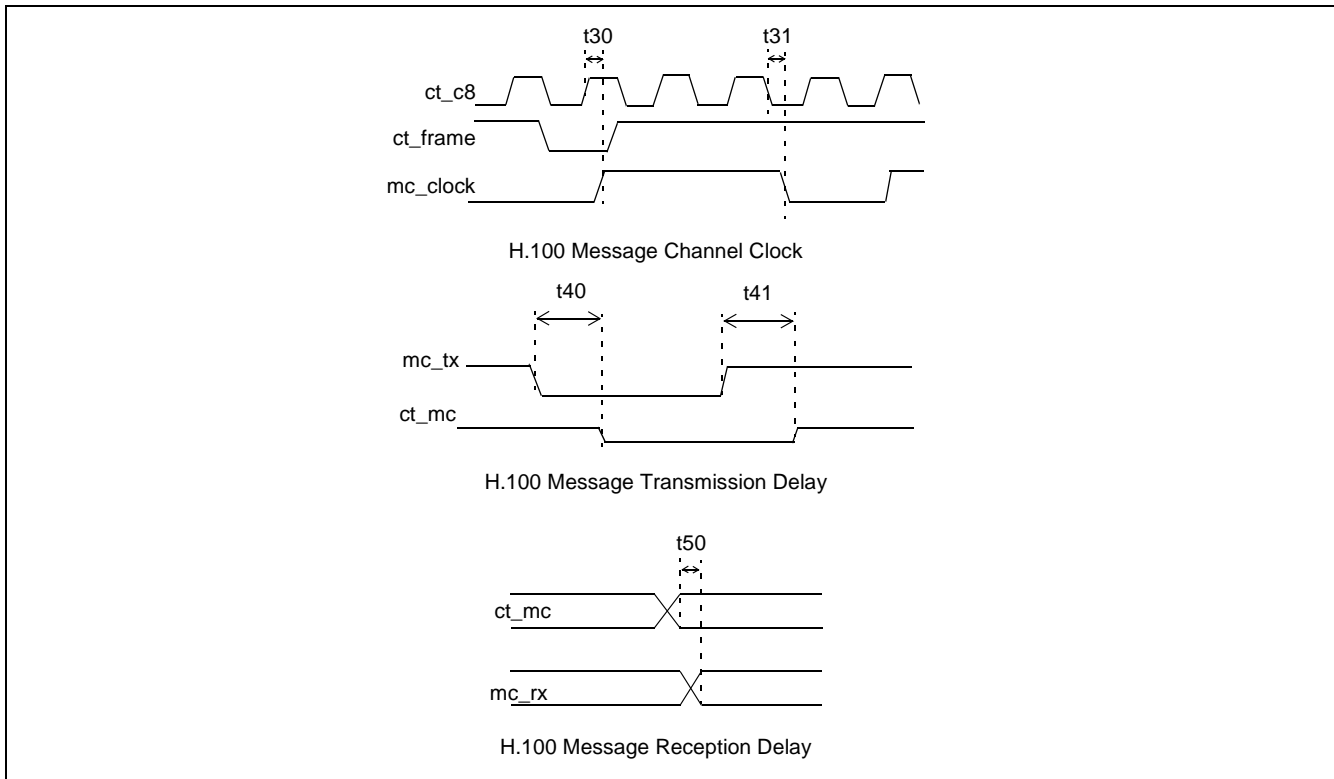 t30
t31
ct_c8
ct_frame
mc_clock
H.100 Message Channel Clock
t40
t41
mc_tx
ct_mc
H.100 Message Transmission Delay
t50
ct_mc
mc_rx
H.100 Message Reception Delay